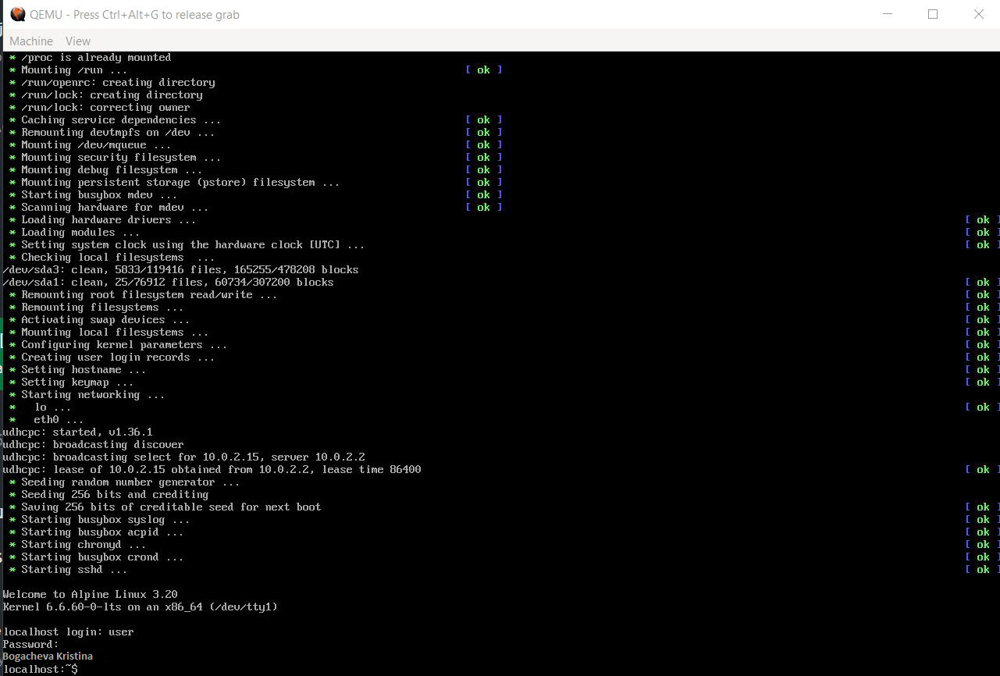 QEMU - Press Ctrl+Alt+G to release grab
Machine View
* /proc is already mounted
* Mounting /run ... [ ok ]
* /run/openrc: creating directory
* /run/lock: creating directory
* /run/lock: correcting owner
* Caching service dependencies ... [ ok ]
* Remounting devtmpfs on /dev ... [ ok ]
* Mounting /dev/mqueue ... [ ok ]
* Mounting security filesystem ... [ ok ]
* Mounting debug filesystem ... [ ok ]
* Mounting persistent storage (pstore) filesystem ... [ ok ]
* Starting busybox mdev ... [ ok ]
* Scanning hardware for mdev ... [ ok ]
* Loading hardware drivers ... [ ok ]
* Loading modules ... [ ok ]
* Setting system clock using the hardware clock [UTC] ... [ ok ]
* Checking local filesystems ...
/dev/sda3: clean, 5833/119416 files, 165255/478208 blocks
/dev/sda1: clean, 25/76912 files, 60734/307200 blocks [ ok ]
* Remounting root filesystem read/write ... [ ok ]
* Remounting filesystems ... [ ok ]
* Activating swap devices ... [ ok ]
* Mounting local filesystems ... [ ok ]
* Configuring kernel parameters ... [ ok ]
* Creating user login records ... [ ok ]
* Setting hostname ... [ ok ]
* Setting keymap ... [ ok ]
* Starting networking ...
* lo ... [ ok ]
* eth0 ...
udhcpc: started, v1.36.1
udhcpc: broadcasting discover
udhcpc: broadcasting select for 10.0.2.15, server 10.0.2.2
udhcpc: lease of 10.0.2.15 obtained from 10.0.2.2, lease time 86400 [ ok ]
* Seeding random number generator ...
* Seeding 256 bits and crediting
* Saving 256 bits of creditable seed for next boot [ ok ]
* Starting busybox syslog ... [ ok ]
* Starting busybox acpid ... [ ok ]
* Starting chronyd ... [ ok ]
* Starting busybox crond ... [ ok ]
* Starting sshd ... [ ok ]
Welcome to Alpine Linux 3.20
Kernel 6.6.60-0-lts on an x86_64 (/dev/tty1)
localhost login: user
Password:
Bogacheva Kristina
localhost:~$